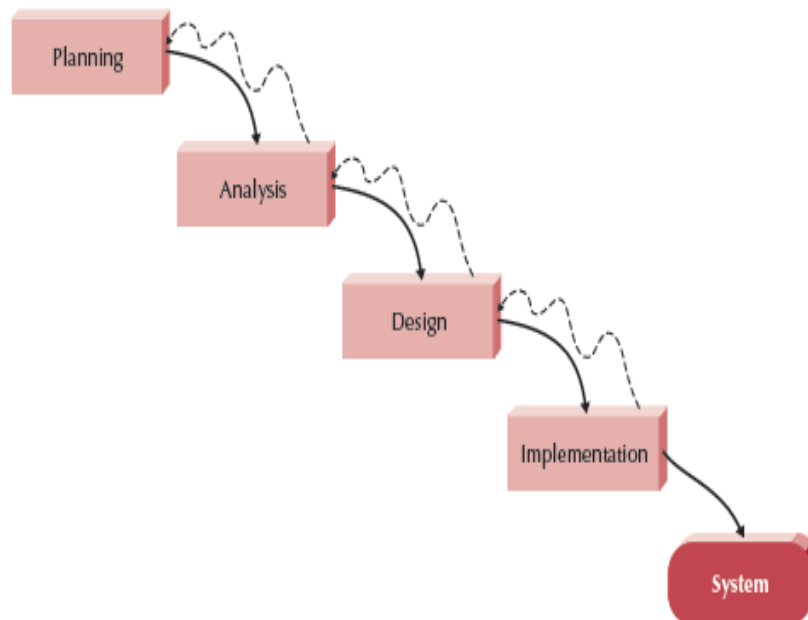 Planning
Analysis
Design
Implementation
System